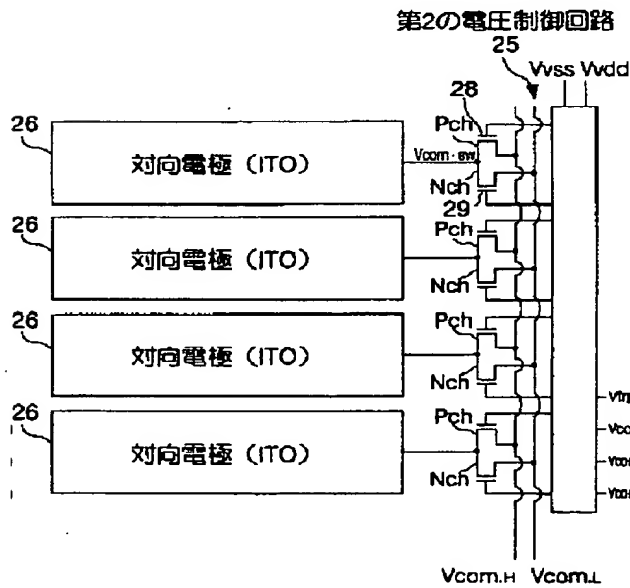 第2の電圧制御回路
25
Vvss Vvdd
28
26
Pch
対向電極（ITO）
Vcom・sw
Nch
29
26
Pch
対向電極（ITO）
Nch
26
Pch
対向電極（ITO）
Nch
26
Pch
対向電極（ITO）
Nch
Vcom.H Vcom.L